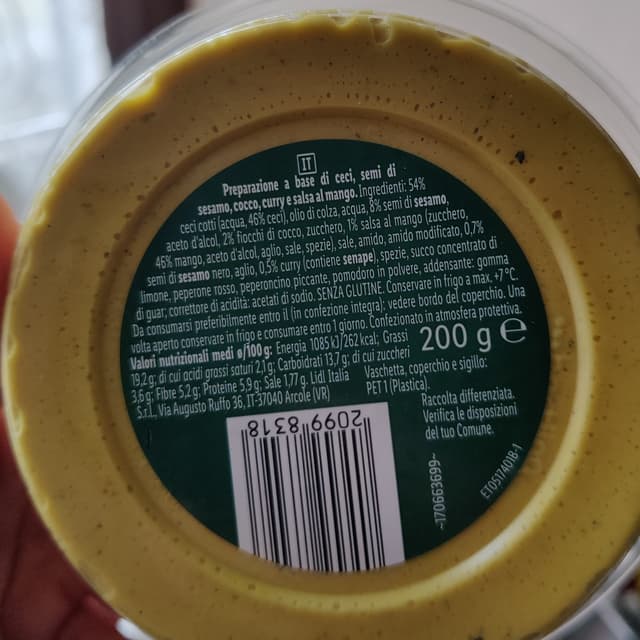 IT
Preparazione a base di ceci, semi di
sesamo, cocco, curry e salsa al mango. Ingredienti: 54%
ceci cotti (acqua, 46% ceci), olio di colza, acqua, 8% semi di sesamo,
aceto d'alcol, 2% fiocchi di cocco, zucchero, 1% salsa al mango (zucchero,
46% mango, aceto d'alcol, aglio, sale, spezie), sale, amido, amido modificato, 0,7%
semi di sesamo nero, aglio, 0,5% curry (contiene senape), spezie, succo concentrato di
limone, peperone rosso, peperoncino piccante, pomodoro in polvere, addensante: gomma
di guar; correttore di acidità: acetati di sodio. SENZA GLUTINE. Conservare in frigo a max. +7°C.
Da consumarsi preferibilmente entro il (in confezione integra): vedere bordo del coperchio. Una
volta aperto conservare in frigo e consumare entro 1 giorno. Confezionato in atmosfera protettiva.
Valori nutrizionali medi ø/100g: Energia 1085 kJ/262 kcal; Grassi
19,2 g; di cui acidi grassi saturi 2,1 g; Carboidrati 13,7 g; di cui zuccheri
3,6 g; Fibre 5,2 g; Proteine 5,9 g; Sale 1,77 g. Lidl Italia
S.r.l. Via Augusto Ruffo 36, IT-37040 Arcole (VR)
200 g e
Vaschetta, coperchio e sigillo:
PET 1 (Plastica).
Raccolta differenziata.
Verifica le disposizioni
del tuo Comune.
2099 8318
-170663699-
ET0517401B-1